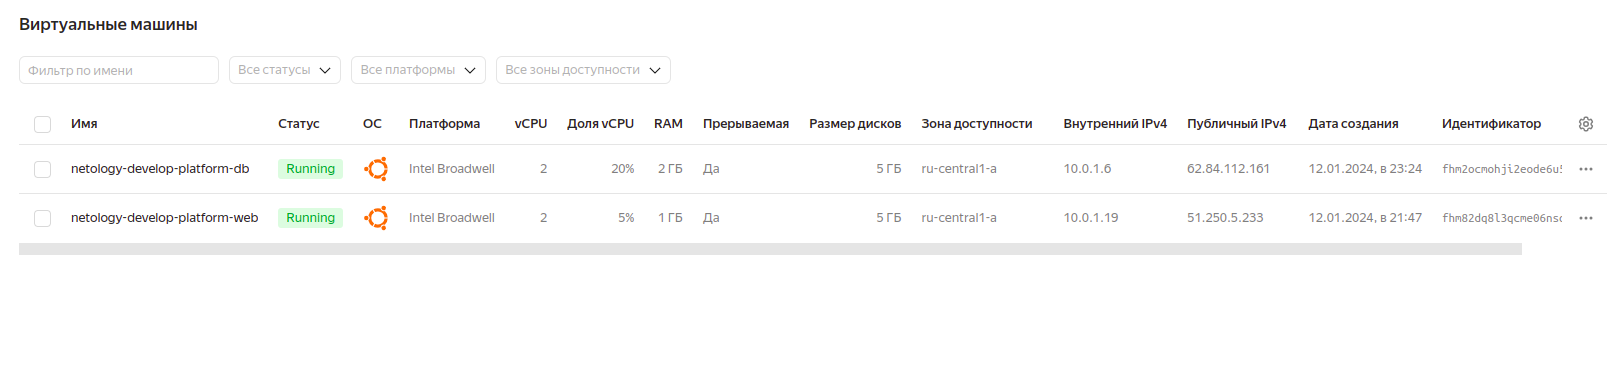 Виртуальные машины
Фильтр по имени Все статусы Все платформы Все зоны доступности
Имя Статус ОС Платформа vCPU Доля vCPU RAM Прерываемая Размер дисков Зона доступности Внутренний IPv4 Публичный IPv4 Дата создания Идентификатор
netology-develop-platform-db Running Intel Broadwell 2 20% 2 ГБ Да 5 ГБ ru-central1-a 10.0.1.6 62.84.112.161 12.01.2024, в 23:24 fhm2ocmohji2eode6u5
netology-develop-platform-web Running Intel Broadwell 2 5% 1 ГБ Да 5 ГБ ru-central1-a 10.0.1.19 51.250.5.233 12.01.2024, в 21:47 fhm82dq8l3qcme06nsc